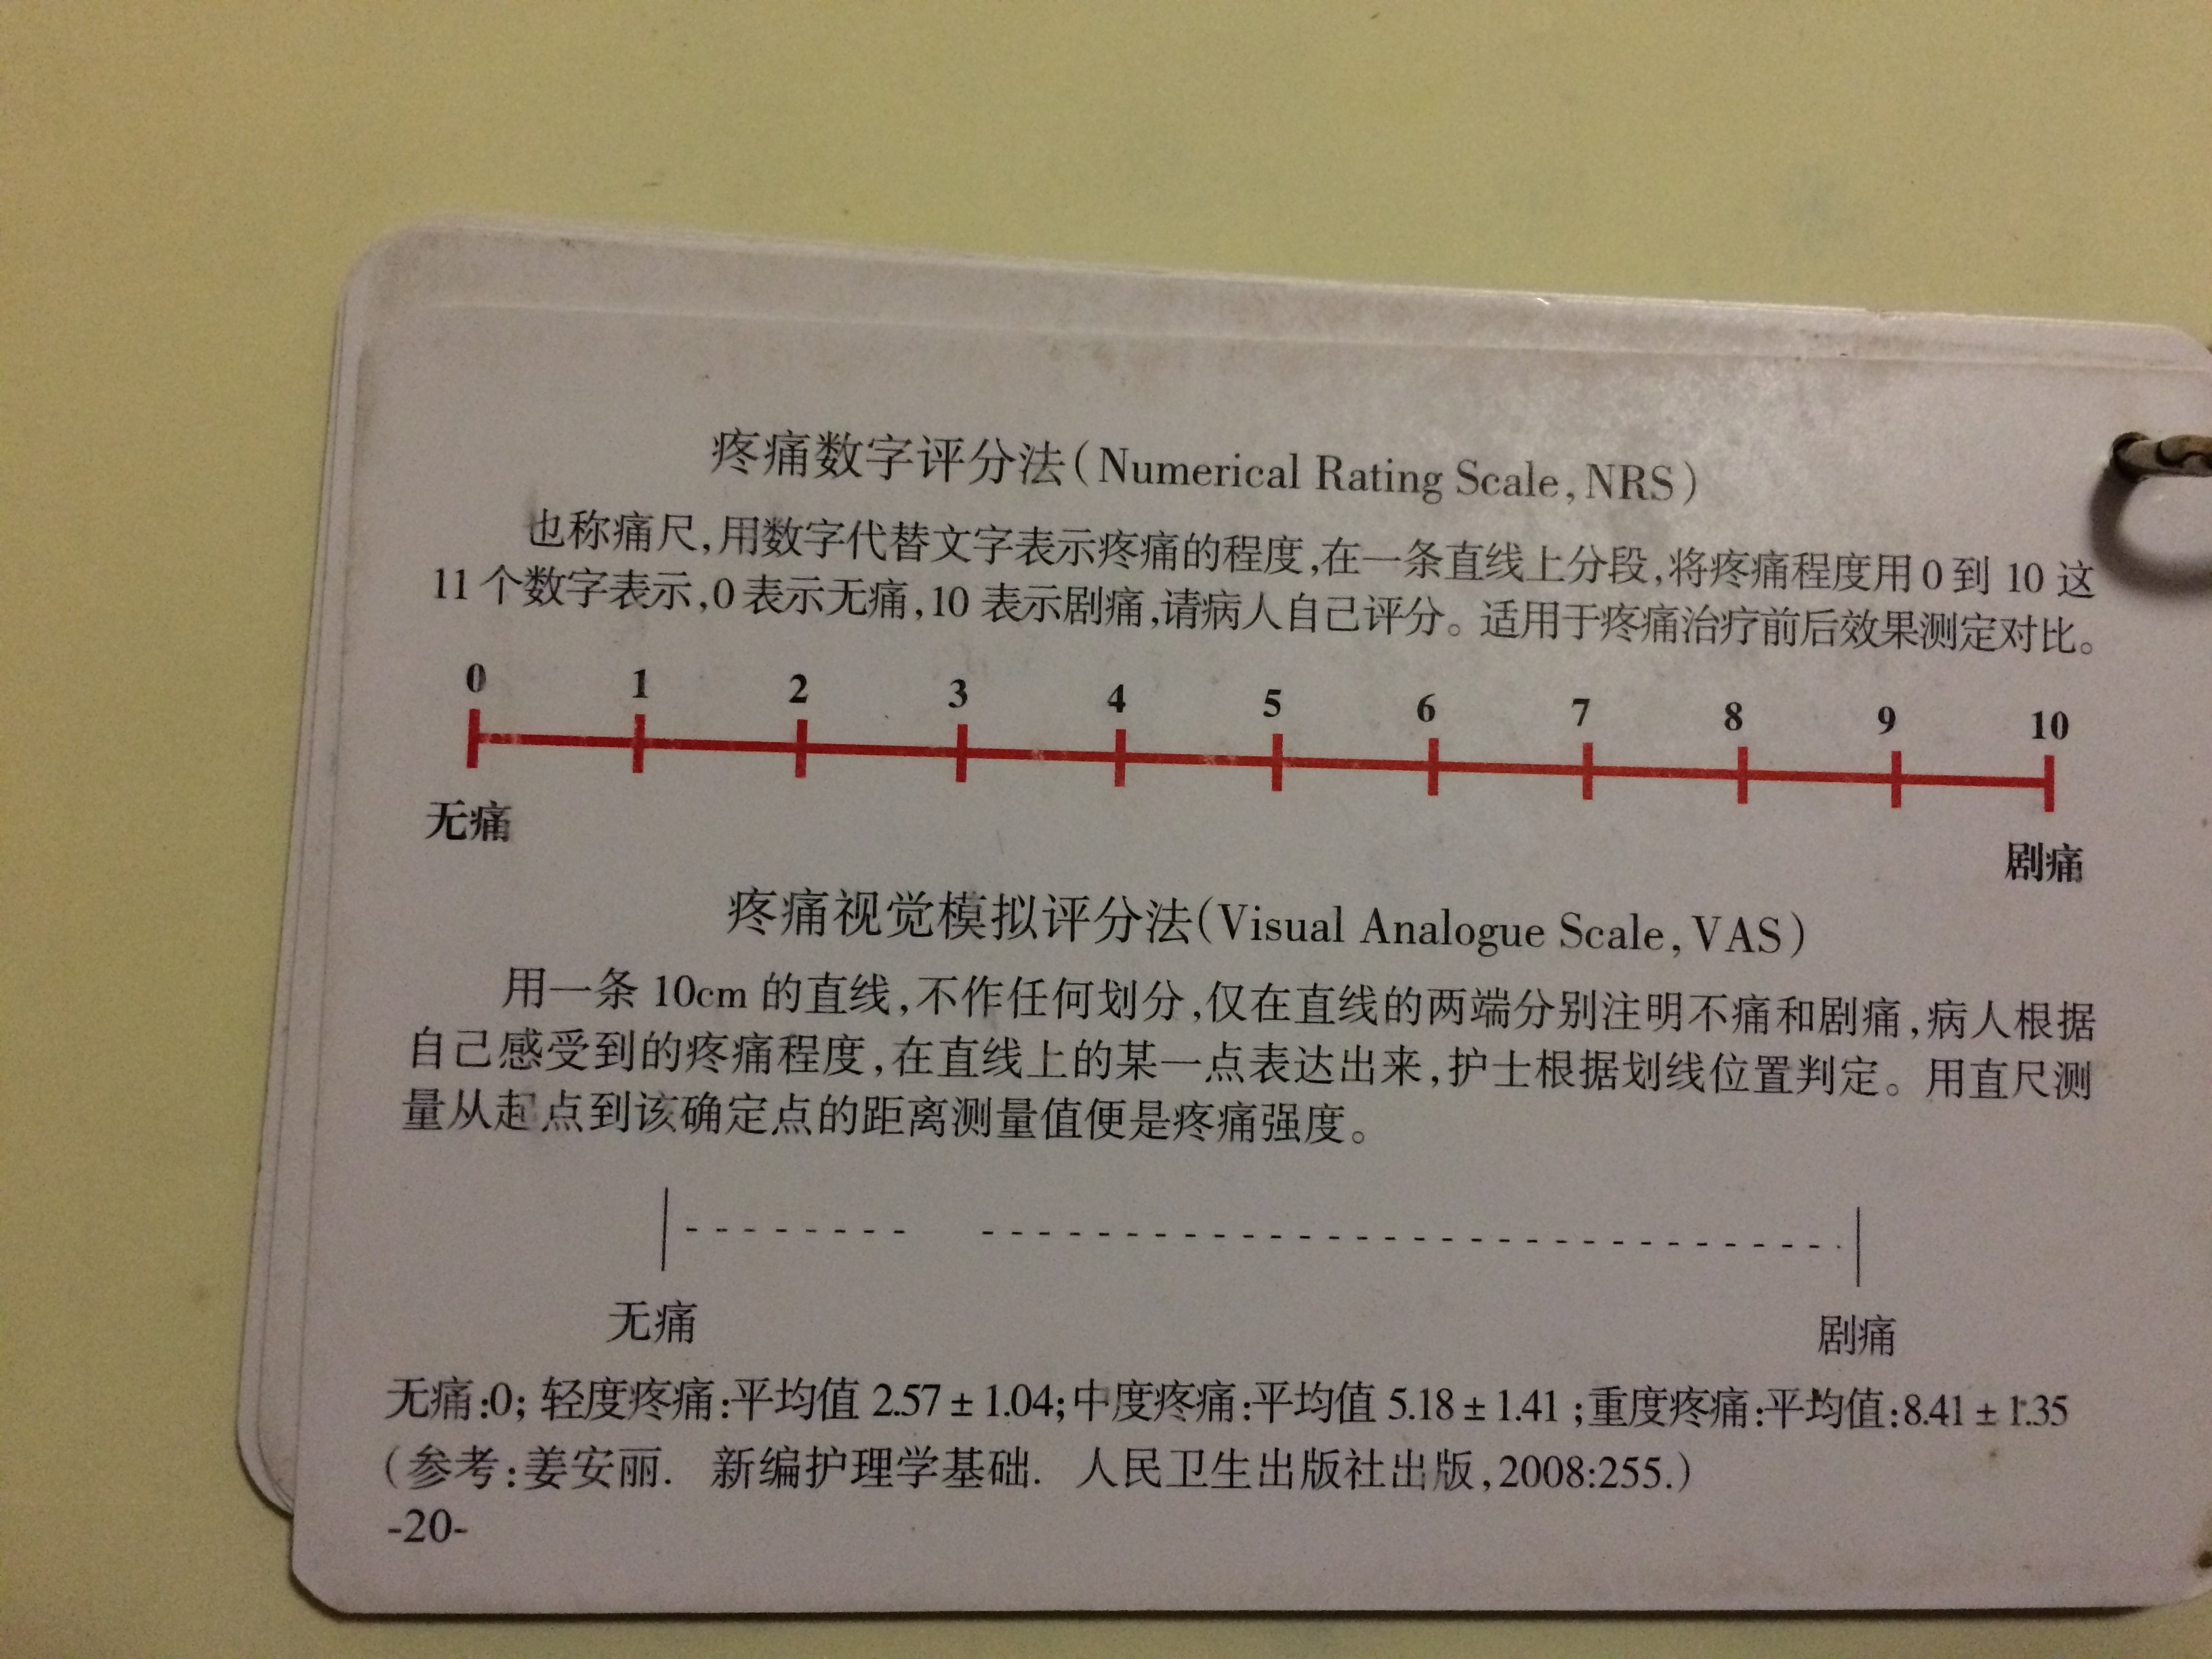 疼痛数字评分法(Numerical Rating Scale,NRS)
也称痛尺,用数字代替文字表示疼痛的程度,在一条直线上分段,将疼痛程度用0到10这
11个数字表示,0表示无痛,10表示剧痛,请病人自己评分。适用于疼痛治疗前后效果测定对比。
0 1 2 3 4 5 6 7 8 9 10
无痛 剧痛
疼痛视觉模拟评分法(Visual Analogue Scale,VAS)
用一条10cm的直线,不作任何划分,仅在直线的两端分别注明不痛和剧痛,病人根据
自己感受到的疼痛程度,在直线上的某一点表达出来,护士根据划线位置判定。用直尺测
量从起点到该确定点的距离测量值便是疼痛强度。
无痛 剧痛
无痛:0;轻度疼痛:平均值2.57±1.04;中度疼痛:平均值5.18±1.41;重度疼痛:平均值:8.41±1.35
(参考:姜安丽. 新编护理学基础. 人民卫生出版社出版,2008:255.)
-20-